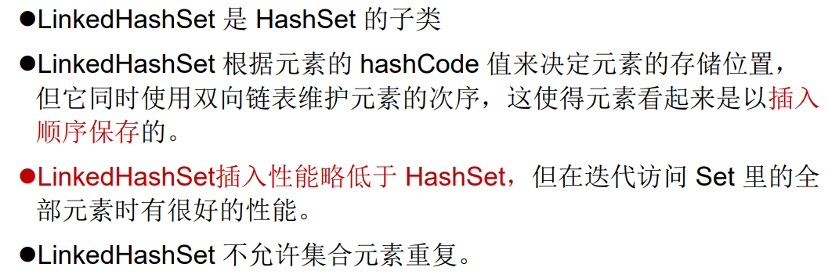 ●LinkedHashSet 是 HashSet 的子类
●LinkedHashSet 根据元素的 hashCode 值来决定元素的存储位置，
但它同时使用双向链表维护元素的次序，这使得元素看起来是以插入
顺序保存的。
●LinkedHashSet插入性能略低于 HashSet，但在迭代访问 Set 里的全
部元素时有很好的性能。
●LinkedHashSet 不允许集合元素重复。